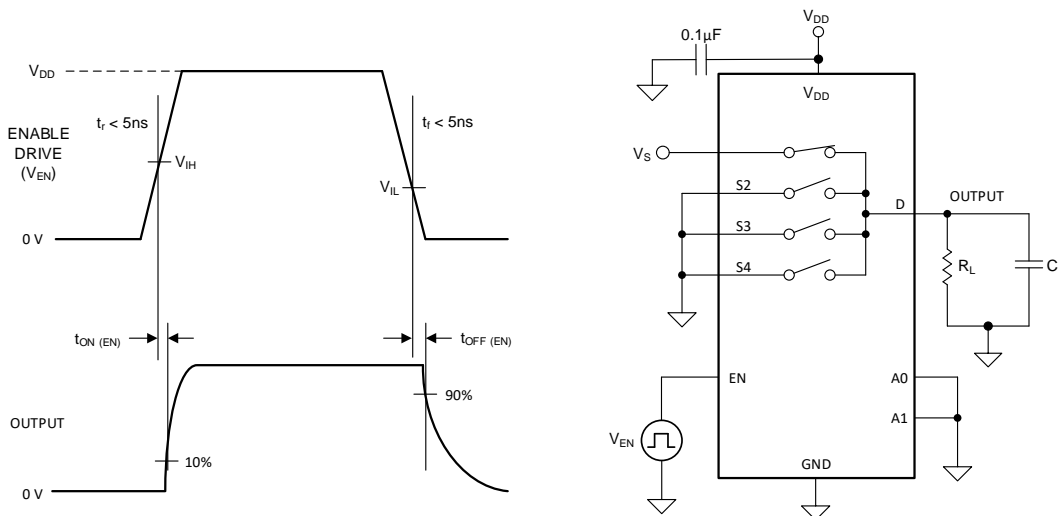 V_DD
ENABLE
DRIVE
(V_EN)
t_r < 5ns
t_f < 5ns
V_IH
V_IL
0 V
t_ON (EN)
t_OFF (EN)
OUTPUT
90%
10%
0 V
V_DD
0.1µF
V_DD
V_S
S2
S3
S4
D
OUTPUT
R_L
C
EN
A0
A1
V_EN
GND